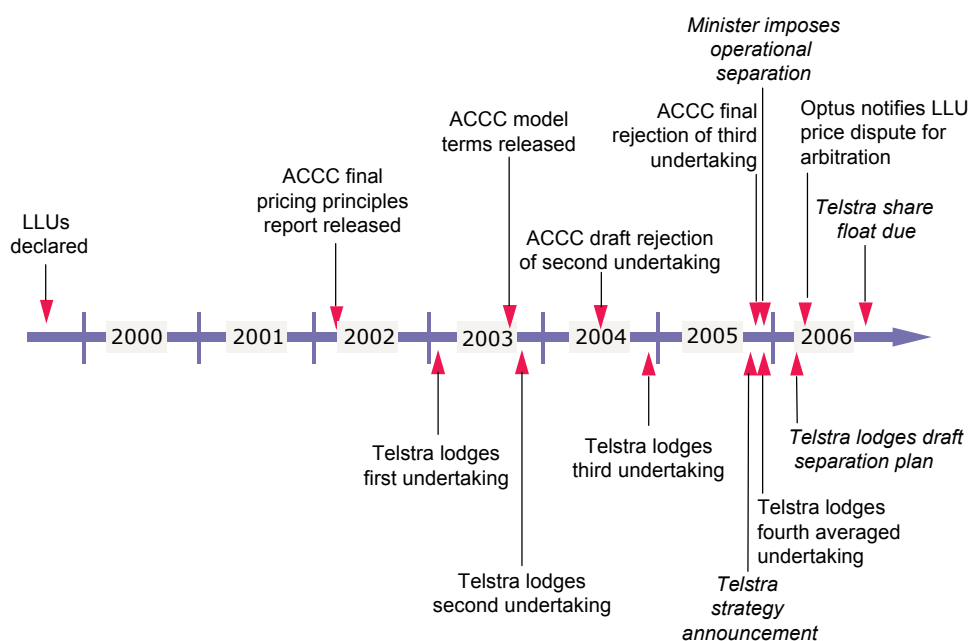 Minister imposes
operational
separation
ACCC final
rejection of third
undertaking
Optus notifies LLU
price dispute for
arbitration
ACCC model
terms released
ACCC final
pricing principles
report released
Telstra share
float due
LLUs
declared
ACCC draft rejection
of second undertaking
2000
2001
2002
2003
2004
2005
2006
Telstra lodges
first undertaking
Telstra lodges
third undertaking
Telstra lodges draft
separation plan
Telstra lodges
fourth averaged
undertaking
Telstra lodges
second undertaking
Telstra
strategy
announcement